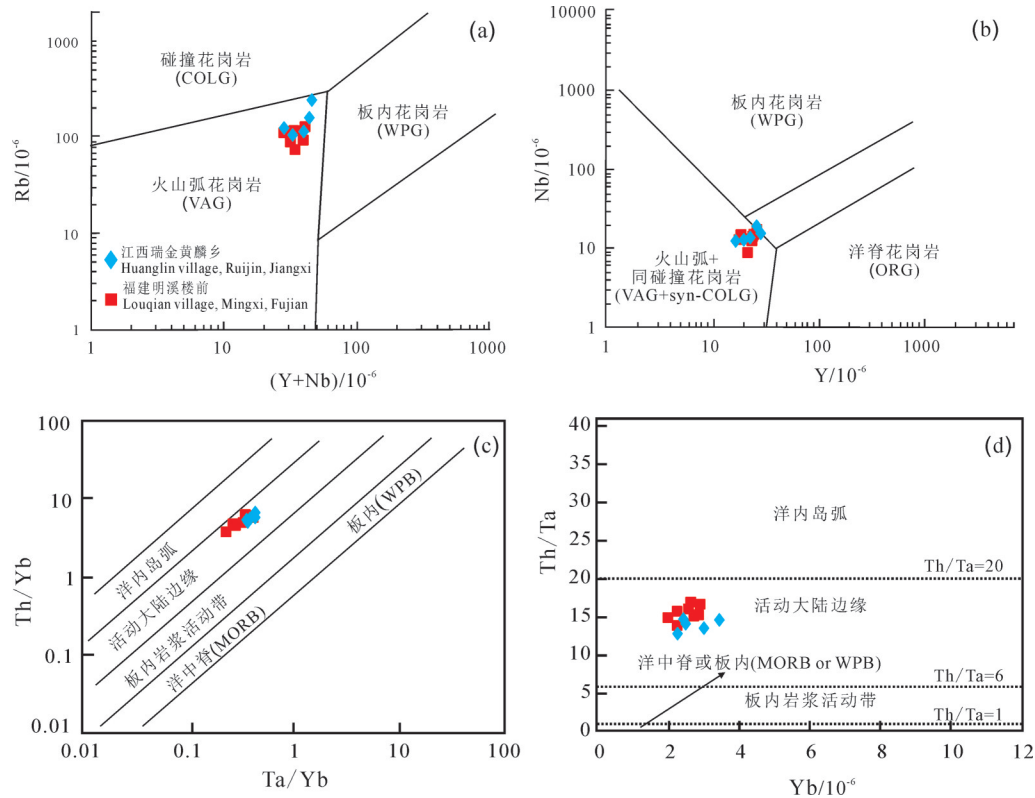 (a)
1000
100
10
1
Rb/10⁻⁶
碰撞花岗岩
(COLG)
板内花岗岩
(WPG)
火山弧花岗岩
(VAG)
江西瑞金黄麟乡
Huanglin village, Ruijin, Jiangxi
福建明溪楼前
Louqian village, Mingxi, Fujian
1
10
100
1000
(Y+Nb)/10⁻⁶
(b)
10000
1000
100
10
1
Nb/10⁻⁶
板内花岗岩
(WPG)
火山弧+
同碰撞花岗岩
(VAG+syn-COLG)
洋脊花岗岩
(ORG)
1
10
100
1000
Y/10⁻⁶
(c)
100
10
1
0.1
0.01
Th/Yb
洋内岛弧
活动大陆边缘
板内岩浆活动带
洋中脊(MORB)
板内(WPB)
0.01
0.1
1
10
100
Ta/Yb
(d)
40
35
30
25
20
15
10
5
0
Th/Ta
洋内岛弧
Th/Ta=20
活动大陆边缘
洋中脊或板内(MORB or WPB)
Th/Ta=6
板内岩浆活动带
Th/Ta=1
0
2
4
6
8
10
12
Yb/10⁻⁶